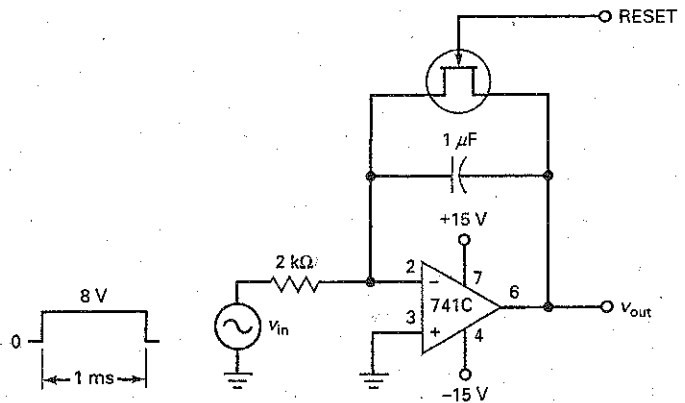 RESET
1 μF
+15 V
2 kΩ
2
7
8 V
6
741C
−
+
0
v_in
3
4
v_out
1 ms
−15 V